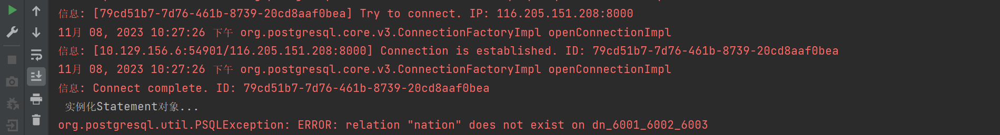 信息: [79cd51b7-7d76-461b-8739-20cd8aaf0bea] Try to connect. IP: 116.205.151.208:8000
11月 08, 2023 10:27:26 下午 org.postgresql.core.v3.ConnectionFactoryImpl openConnectionImpl
信息: [10.129.156.6:54901/116.205.151.208:8000] Connection is established. ID: 79cd51b7-7d76-461b-8739-20cd8aaf0bea
11月 08, 2023 10:27:26 下午 org.postgresql.core.v3.ConnectionFactoryImpl openConnectionImpl
信息: Connect complete. ID: 79cd51b7-7d76-461b-8739-20cd8aaf0bea
实例化Statement对象...
org.postgresql.util.PSQLException: ERROR: relation "nation" does not exist on dn_6001_6002_6003